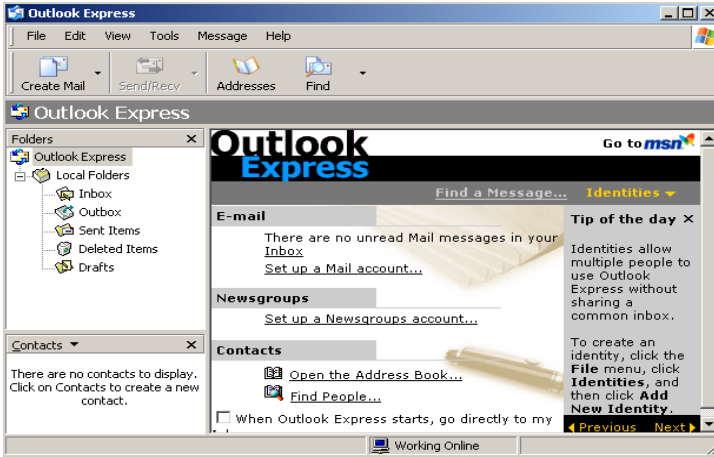 Outlook Express
File Edit View Tools Message Help
Create Mail Send/Recv Addresses Find
Outlook Express
Folders
Outlook Express
Local Folders
Inbox
Outbox
Sent Items
Deleted Items
Drafts
Contacts
There are no contacts to display.
Click on Contacts to create a new
contact.
Outlook
Express
Go to msn
Find a Message... Identities
E-mail
There are no unread Mail messages in your
Inbox
Set up a Mail account...
Newsgroups
Set up a Newsgroups account...
Contacts
Open the Address Book...
Find People...
When Outlook Express starts, go directly to my
Tip of the day
Identities allow
multiple people to
use Outlook
Express without
sharing a
common inbox.
To create an
identity, click the
File menu, click
Identities, and
then click Add
New Identity.
Previous Next
Working Online